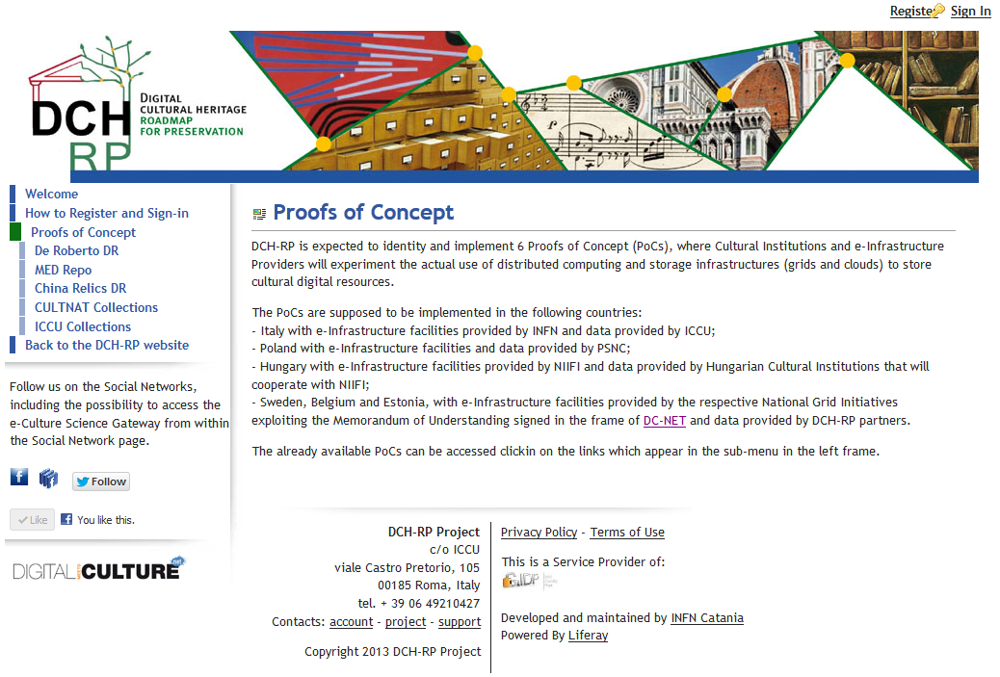 Register Sign In
DCH
RP
DIGITAL
CULTURAL HERITAGE
ROADMAP
FOR PRESERVATION
Welcome
How to Register and Sign-in
Proofs of Concept
De Roberto DR
MED Repo
China Relics DR
CULTNAT Collections
ICCU Collections
Back to the DCH-RP website
Follow us on the Social Networks,
including the possibility to access the
e-Culture Science Gateway from within
the Social Network page.
Follow
Like
You like this.
DIGITAL MEETS CULTURE .net
Proofs of Concept
DCH-RP is expected to identity and implement 6 Proofs of Concept (PoCs), where Cultural Institutions and e-Infrastructure
Providers will experiment the actual use of distributed computing and storage infrastructures (grids and clouds) to store
cultural digital resources.
The PoCs are supposed to be implemented in the following countries:
- Italy with e-Infrastructure facilities provided by INFN and data provided by ICCU;
- Poland with e-Infrastructure facilities and data provided by PSNC;
- Hungary with e-Infrastructure facilities provided by NIIFI and data provided by Hungarian Cultural Institutions that will
cooperate with NIIFI;
- Sweden, Belgium and Estonia, with e-Infrastructure facilities provided by the respective National Grid Initiatives
exploiting the Memorandum of Understanding signed in the frame of DC-NET and data provided by DCH-RP partners.
The already available PoCs can be accessed clickin on the links which appear in the sub-menu in the left frame.
DCH-RP Project
c/o ICCU
viale Castro Pretorio, 105
00185 Roma, Italy
tel. + 39 06 49210427
Contacts: account - project - support
Copyright 2013 DCH-RP Project
Privacy Policy - Terms of Use
This is a Service Provider of:
GrIDP
Developed and maintained by INFN Catania
Powered By Liferay